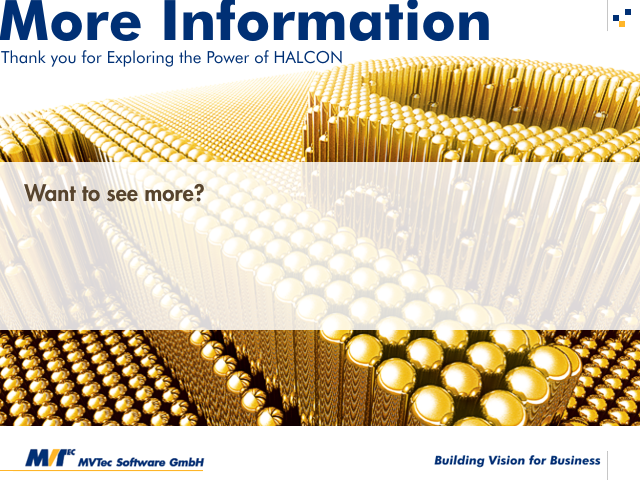 More Information
Thank you for Exploring the Power of HALCON
Want to see more?
MVTEC MVTec Software GmbH
Building Vision for Business